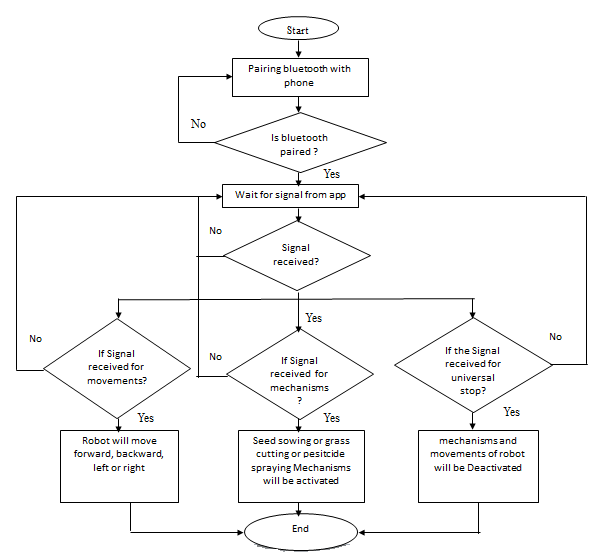 Start
Pairing bluetooth with
phone
No
Is bluetooth
paired ?
Yes
Wait for signal from app
No
Signal
received?
Yes
No
If Signal
received for
movements?
Yes
No
If Signal
received for
mechanisms
?
Yes
No
If the Signal
received for
universal
stop?
Yes
Robot will move
forward, backward,
left or right
Seed sowing or grass
cutting or pesitcide
spraying Mechanisms
will be activated
mechanisms and
movements of robot
will be Deactivated
End